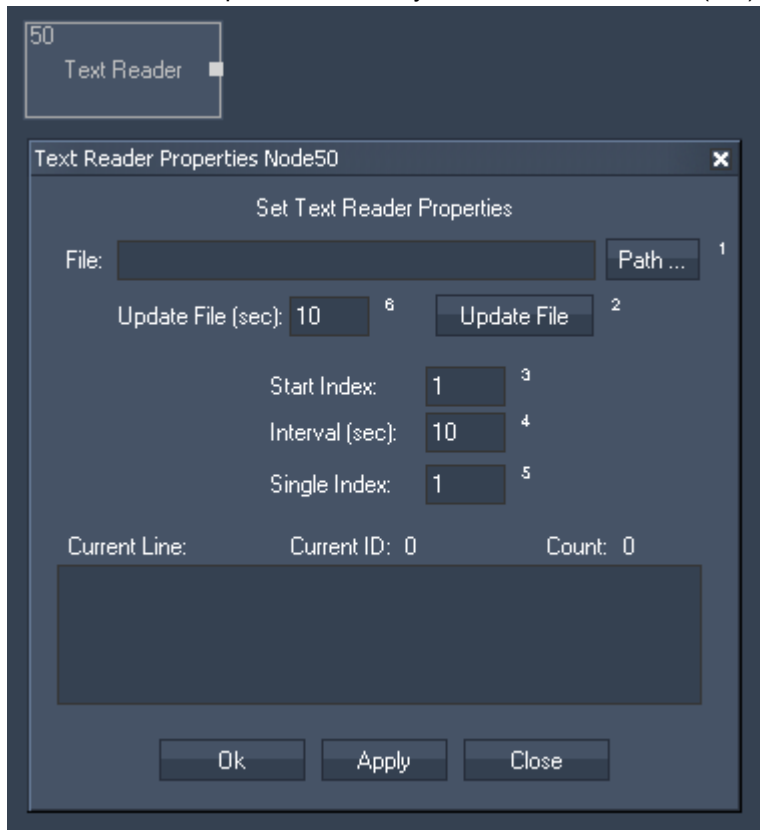 50
Text Reader
Text Reader Properties Node50
Set Text Reader Properties
File: Path ... 1
Update File (sec): 10 6 Update File 2
Start Index: 1 3
Interval (sec): 10 4
Single Index: 1 5
Current Line: Current ID: 0 Count: 0
Ok Apply Close